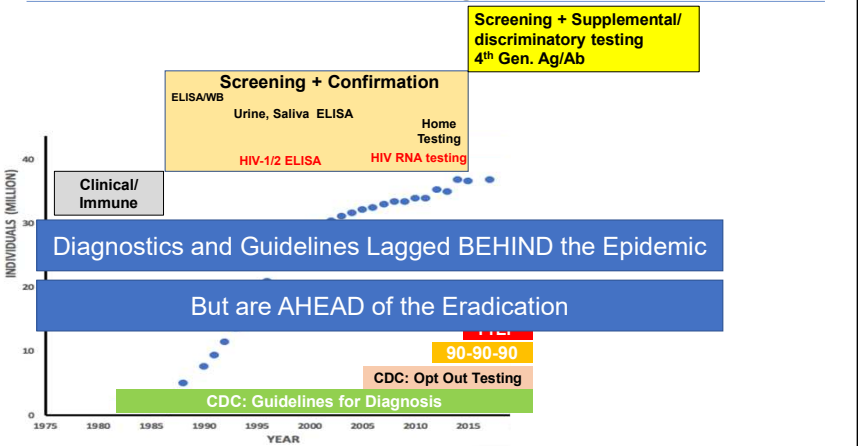 Screening + Supplemental/
discriminatory testing
4th Gen. Ag/Ab
Screening + Confirmation
ELISA/WB
Urine, Saliva ELISA
Home
Testing
HIV-1/2 ELISA
HIV RNA testing
Clinical/
Immune
40
30
20
10
0
INDIVIDUALS (MILLION)
Diagnostics and Guidelines Lagged BEHIND the Epidemic
But are AHEAD of the Eradication
90-90-90
CDC: Opt Out Testing
CDC: Guidelines for Diagnosis
1975
1980
1985
1990
1995
2000
2005
2010
2015
YEAR